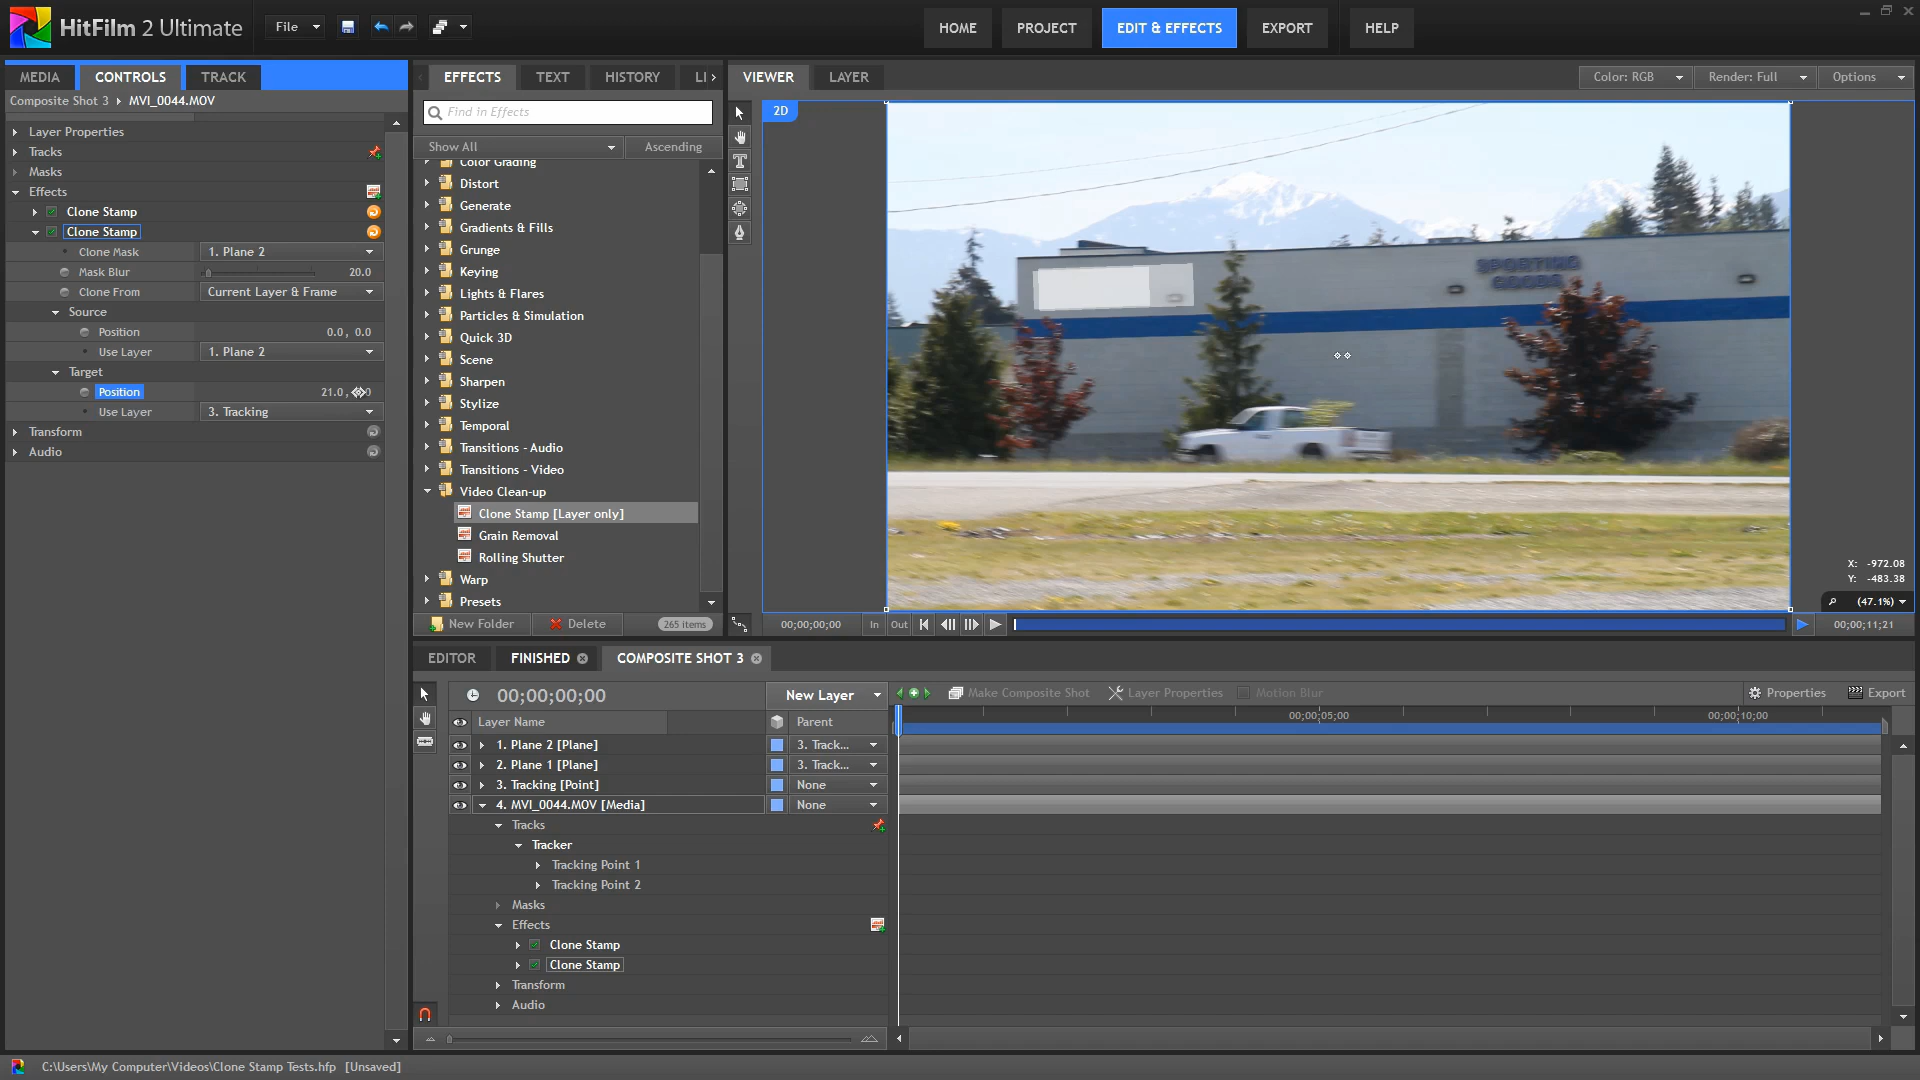 HitFilm 2 Ultimate
File
HOME
PROJECT
EDIT & EFFECTS
EXPORT
HELP
MEDIA
CONTROLS
TRACK
Composite Shot 3
MVI_0044.MOV
Layer Properties
Tracks
Masks
Effects
Clone Stamp
Clone Stamp
Clone Mask
1. Plane 2
Mask Blur
20.0
Clone From
Current Layer & Frame
Source
Position
0.0, 0.0
Use Layer
1. Plane 2
Target
Position
21.0,
Use Layer
3. Tracking
Transform
Audio
EFFECTS
TEXT
HISTORY
LI
Find in Effects
Show All
Ascending
Color Grading
Distort
Generate
Gradients & Fills
Grunge
Keying
Lights & Flares
Particles & Simulation
Quick 3D
Scene
Sharpen
Stylize
Temporal
Transitions - Audio
Transitions - Video
Video Clean-up
Clone Stamp [Layer only]
Grain Removal
Rolling Shutter
Warp
Presets
New Folder
Delete
265 items
VIEWER
LAYER
Color: RGB
Render: Full
Options
2D
SPORTING
GOODS
X: -972.08
Y: -483.38
(47.1%)
00;00;00;00
In
Out
00;00;11;21
EDITOR
FINISHED
COMPOSITE SHOT 3
00;00;00;00
New Layer
Make Composite Shot
Layer Properties
Motion Blur
Properties
Export
Layer Name
Parent
00;00;05;00
00;00;10;00
1. Plane 2 [Plane]
3. Track...
2. Plane 1 [Plane]
3. Track...
3. Tracking [Point]
None
4. MVI_0044.MOV [Media]
None
Tracks
Tracker
Tracking Point 1
Tracking Point 2
Masks
Effects
Clone Stamp
Clone Stamp
Transform
Audio
C:\Users\My Computer\Videos\Clone Stamp Tests.hfp [Unsaved]